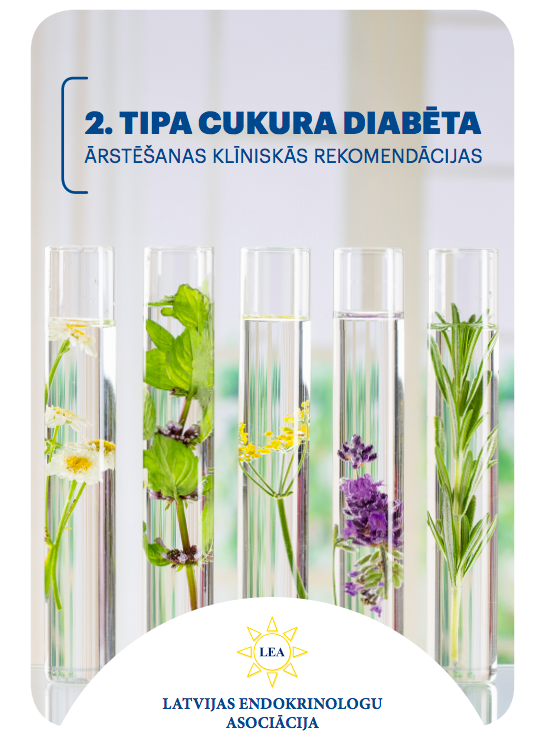 2. TIPA CUKURA DIABĒTA
ĀRSTĒŠANAS KLĪNISKĀS REKOMENDĀCIJAS
LEA
LATVIJAS ENDOKRINOLOGU
ASOCIĀCIJA